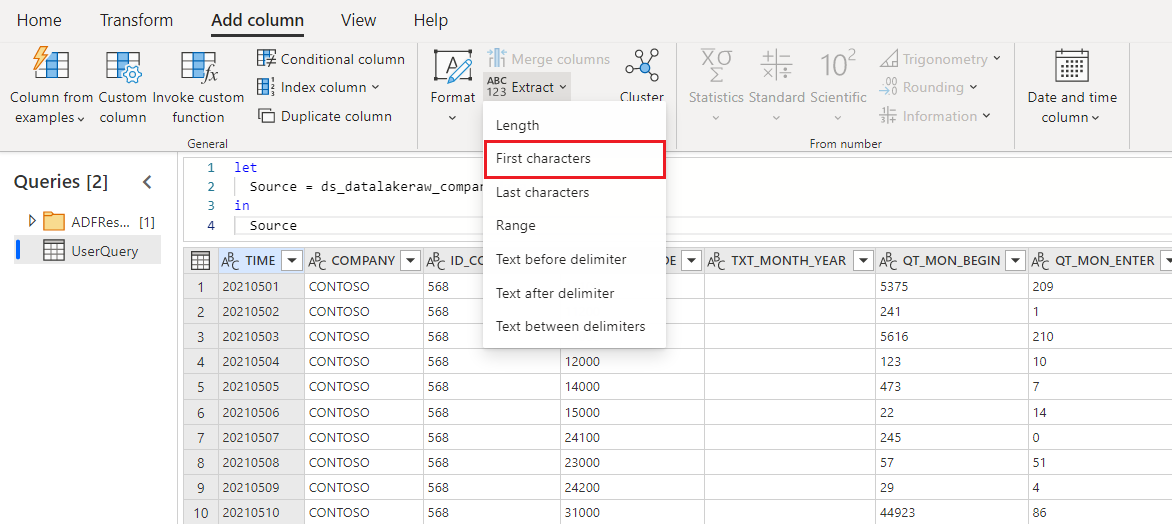 Home Transform Add column View Help
Column from examples
Custom column
Invoke custom function
Conditional column
Index column
Duplicate column
General
Format
Merge columns
ABC 123 Extract
Cluster
Statistics
Standard
10² Scientific
Trigonometry
Rounding
Information
From number
Date and time column
Length
First characters
Last characters
Range
Text before delimiter
Text after delimiter
Text between delimiters
Queries [2]
ADFRes... [1]
UserQuery
1 let
2 Source = ds_datalakeraw_compa
3 in
4 Source
TIME COMPANY ID_CO DE TXT_MONTH_YEAR QT_MON_BEGIN QT_MON_ENTER
1 20210501 CONTOSO 568 5375 209
2 20210502 CONTOSO 568 241 1
3 20210503 CONTOSO 568 5616 210
4 20210504 CONTOSO 568 12000 123 10
5 20210505 CONTOSO 568 14000 473 7
6 20210506 CONTOSO 568 15000 22 14
7 20210507 CONTOSO 568 24100 245 0
8 20210508 CONTOSO 568 23000 57 51
9 20210509 CONTOSO 568 24200 29 4
10 20210510 CONTOSO 568 31000 44923 86